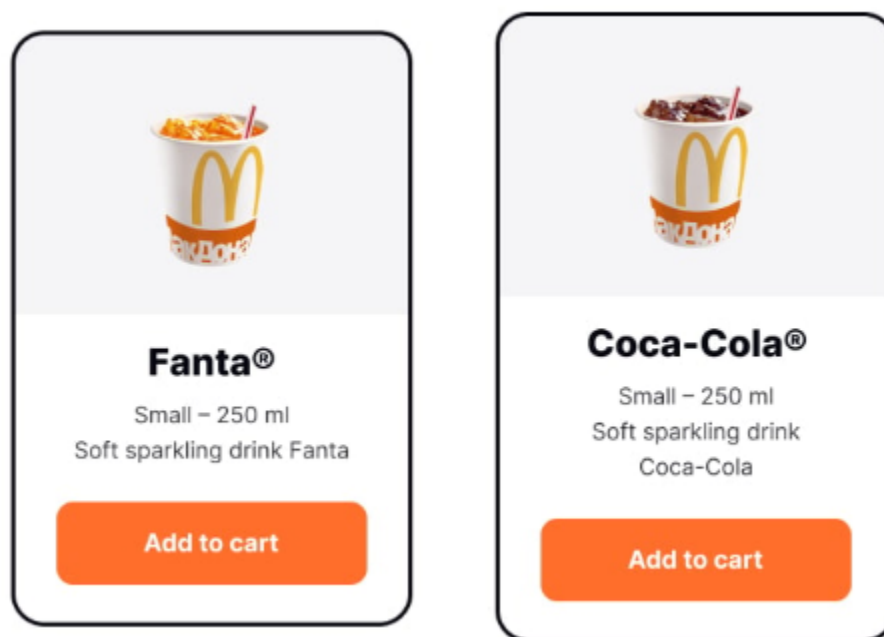 Fanta®
Small – 250 ml
Soft sparkling drink Fanta
Add to cart
Coca-Cola®
Small – 250 ml
Soft sparkling drink
Coca-Cola
Add to cart